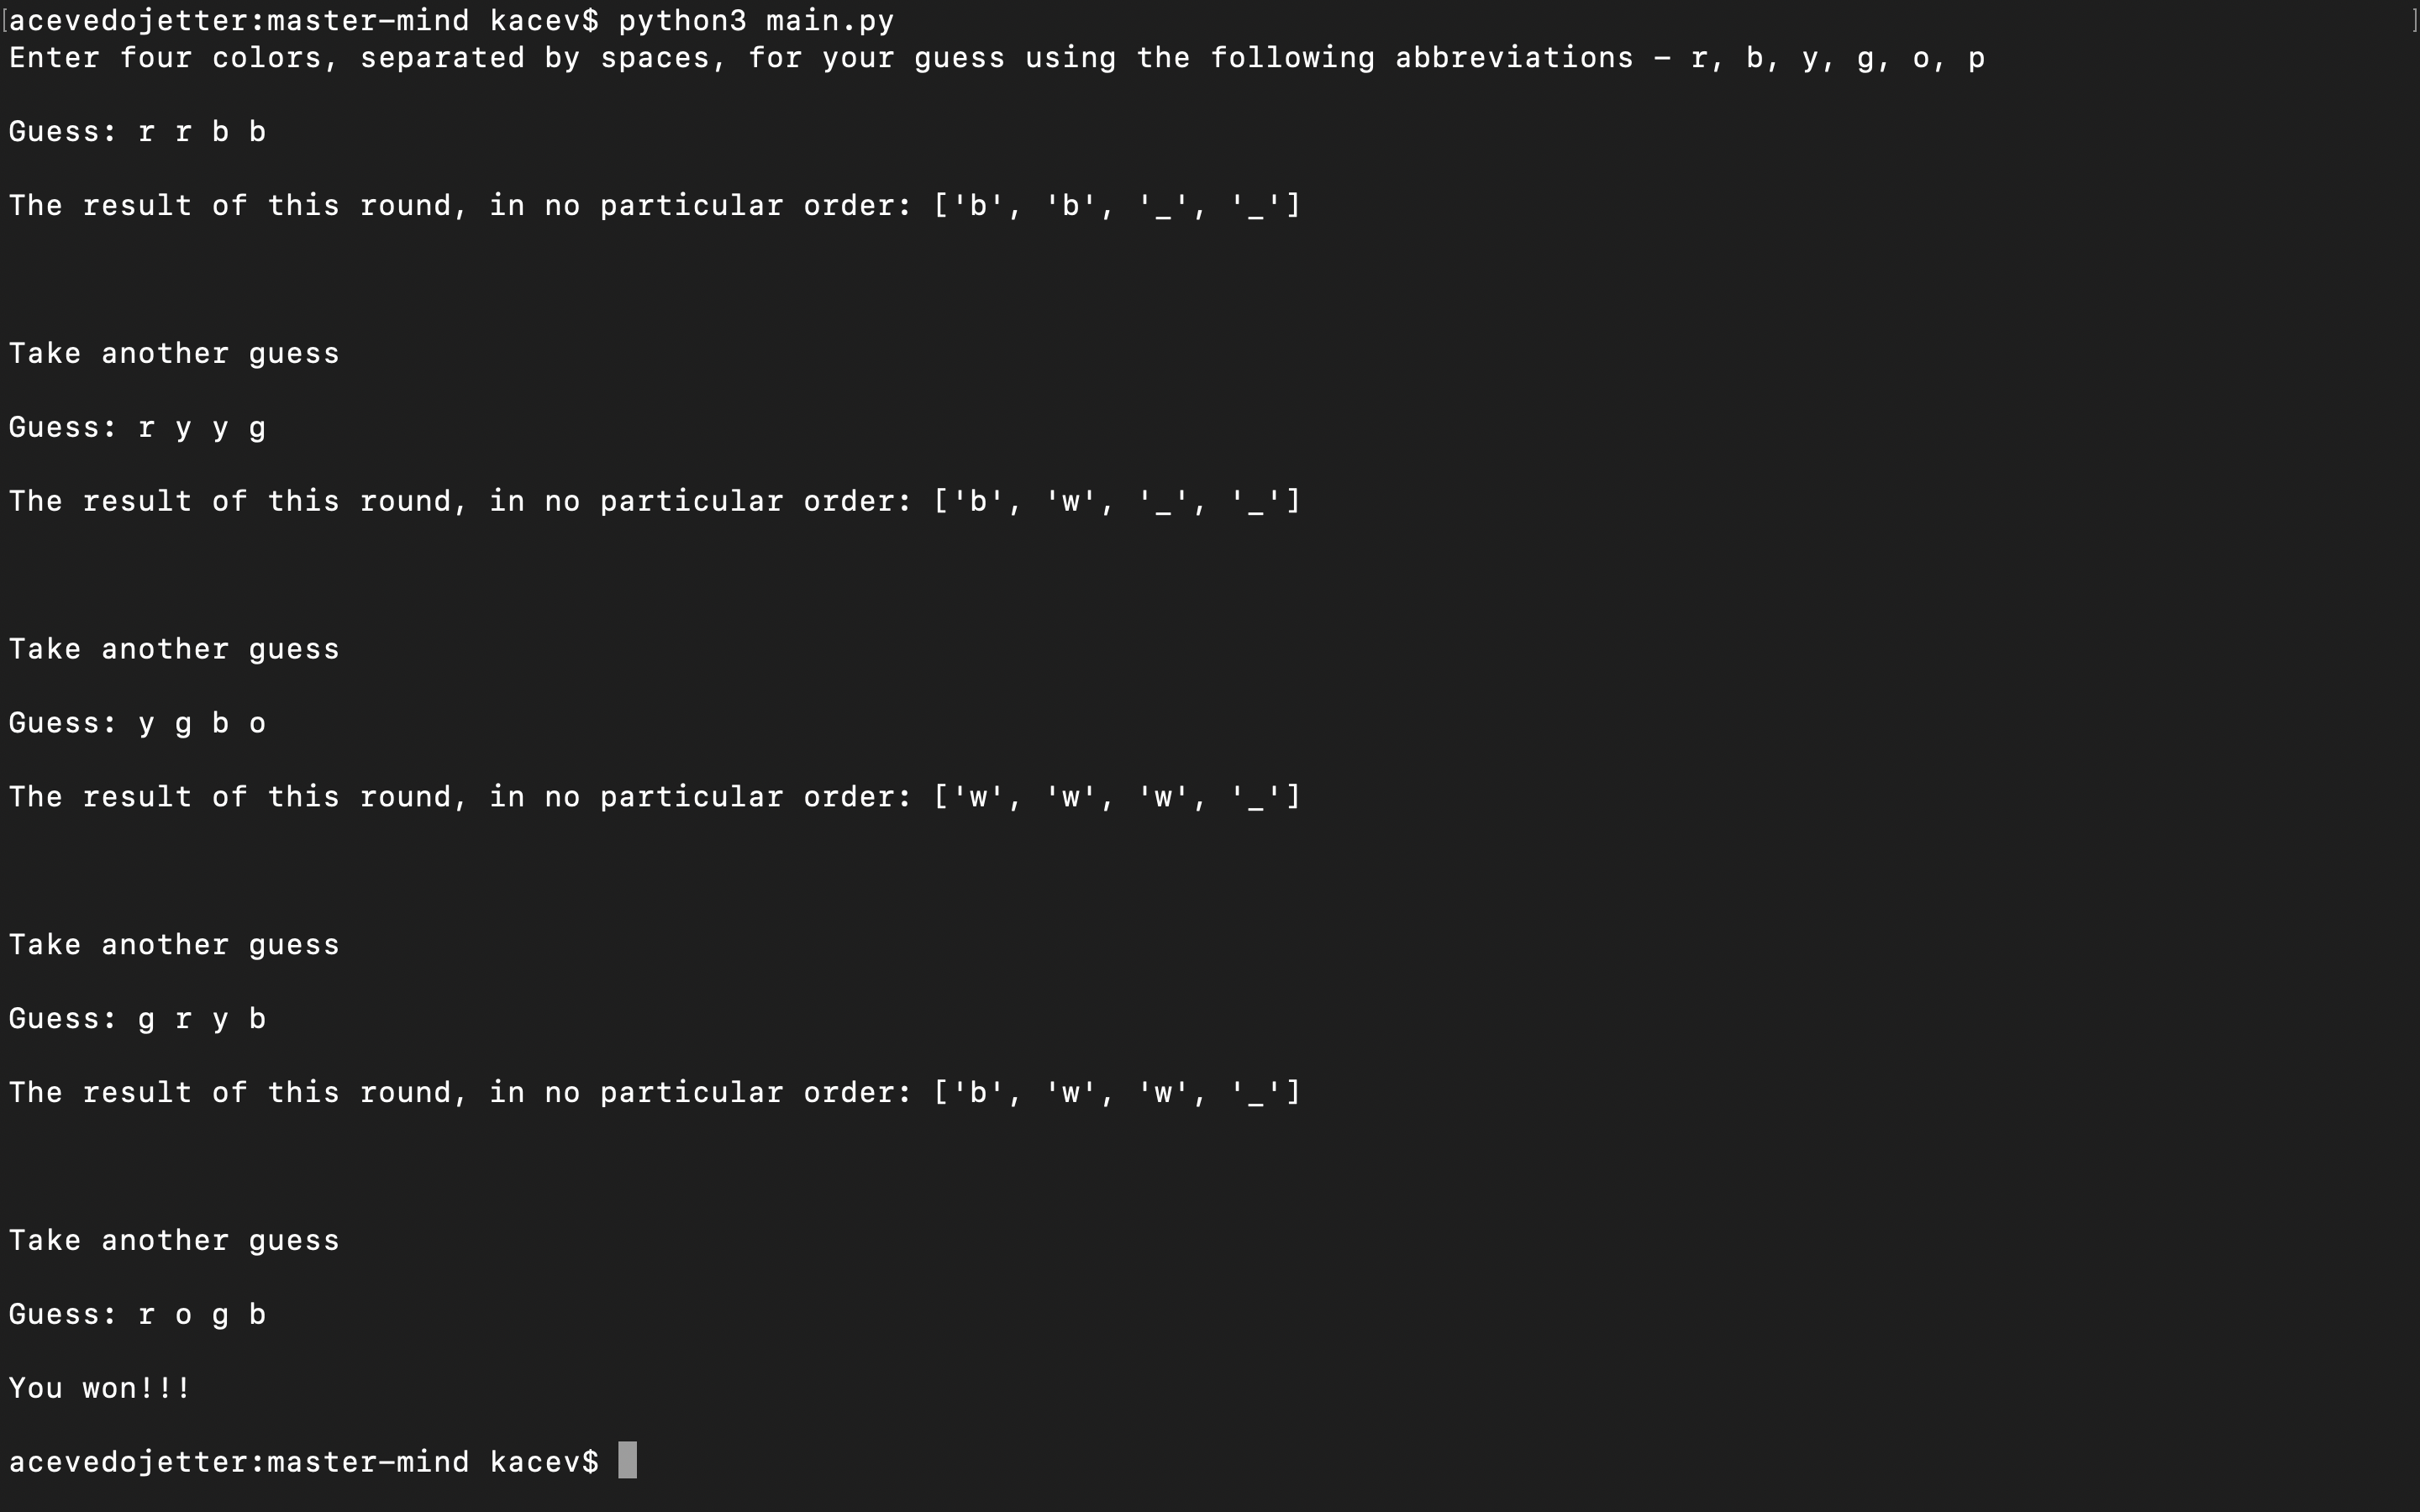 acevedojetter:master-mind kacev$ python3 main.py
Enter four colors, separated by spaces, for your guess using the following abbreviations - r, b, y, g, o, p
Guess: r r b b
The result of this round, in no particular order: ['b', 'b', '_', '_']
Take another guess
Guess: r y y g
The result of this round, in no particular order: ['b', 'w', '_', '_']
Take another guess
Guess: y g b o
The result of this round, in no particular order: ['w', 'w', 'w', '_']
Take another guess
Guess: g r y b
The result of this round, in no particular order: ['b', 'w', 'w', '_']
Take another guess
Guess: r o g b
You won!!!
acevedojetter:master-mind kacev$